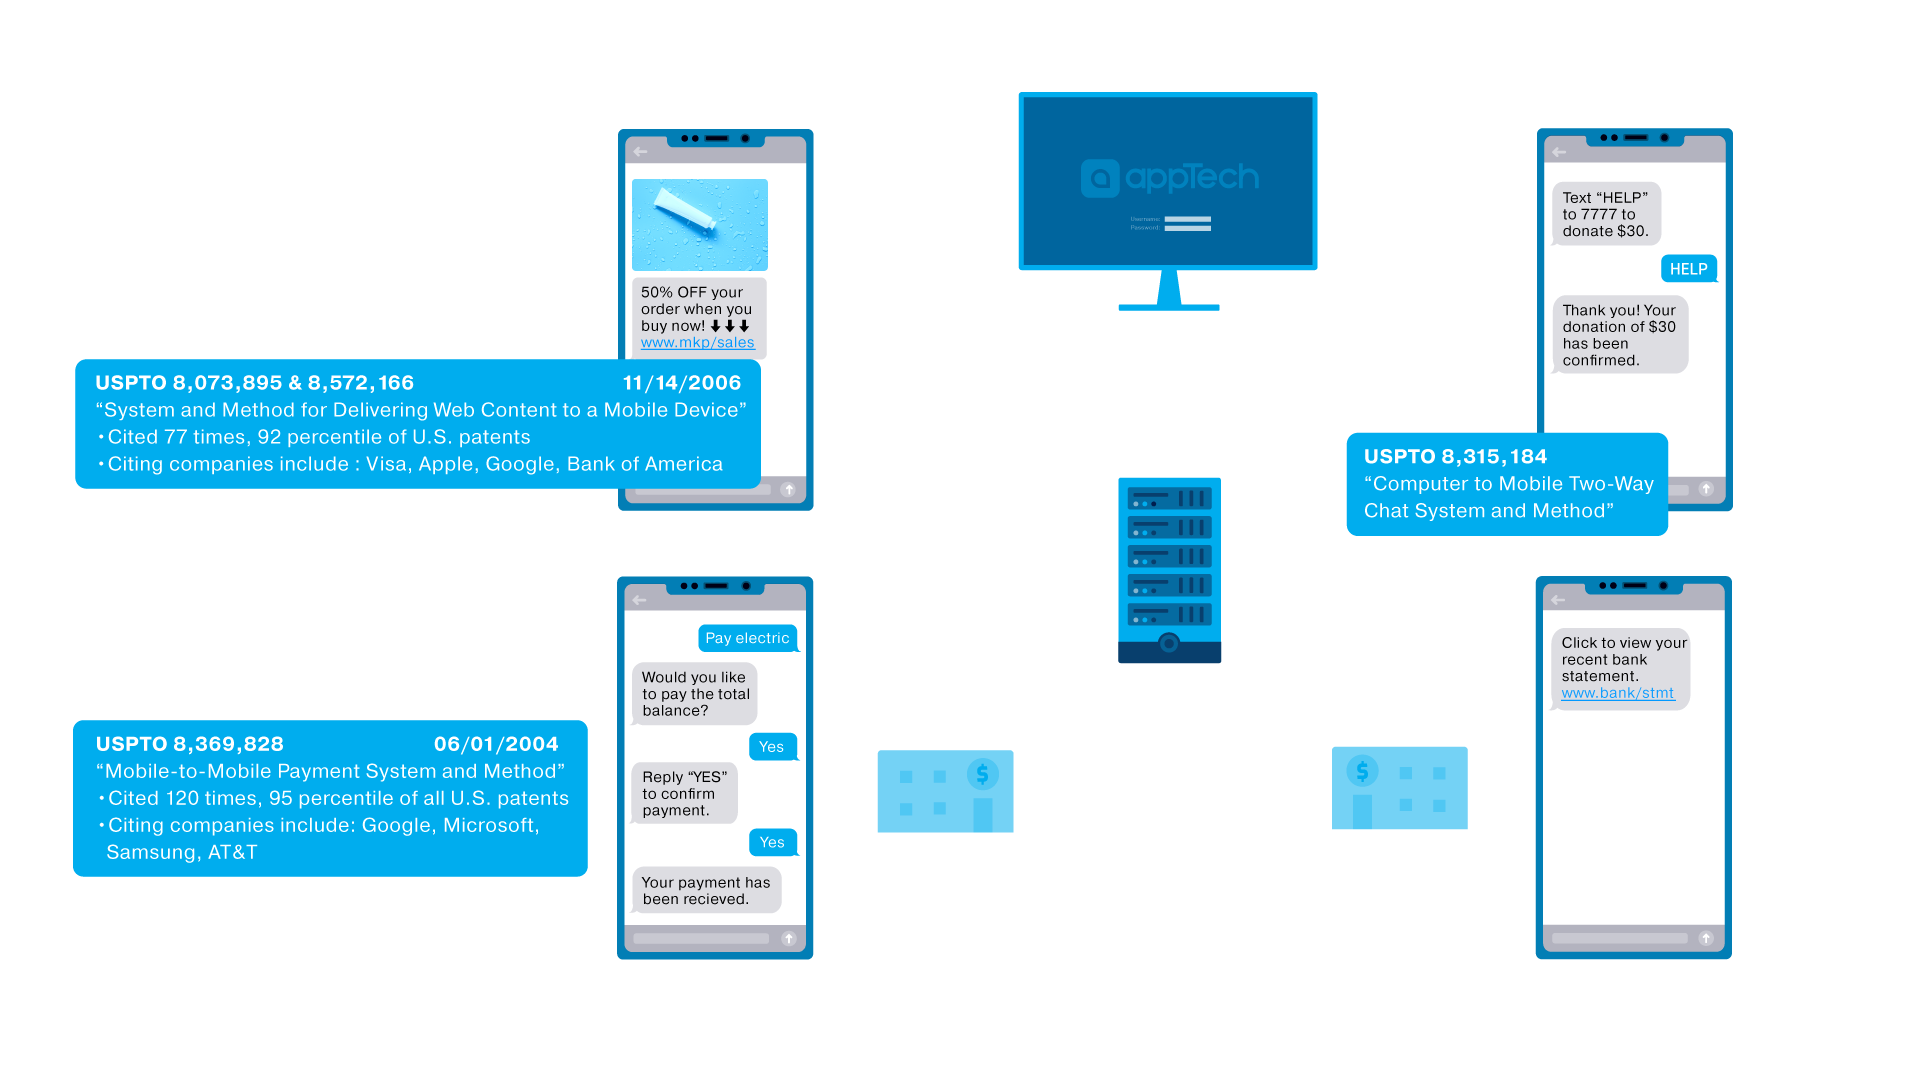 50% OFF your
order when you
buy now!
www.mkp/sales
USPTO 8,073,895 & 8,572,166 11/14/2006
“System and Method for Delivering Web Content to a Mobile Device”
•Cited 77 times, 92 percentile of U.S. patents
•Citing companies include : Visa, Apple, Google, Bank of America
appTech
Username:
Password:
Text “HELP”
to 7777 to
donate $30.
HELP
Thank you! Your
donation of $30
has been
confirmed.
USPTO 8,315,184
“Computer to Mobile Two-Way
Chat System and Method”
USPTO 8,369,828 06/01/2004
“Mobile-to-Mobile Payment System and Method”
•Cited 120 times, 95 percentile of all U.S. patents
•Citing companies include: Google, Microsoft,
Samsung, AT&T
Pay electric
Would you like
to pay the total
balance?
Yes
Reply “YES”
to confirm
payment.
Yes
Your payment has
been recieved.
$
$
Click to view your
recent bank
statement.
www.bank/stmt